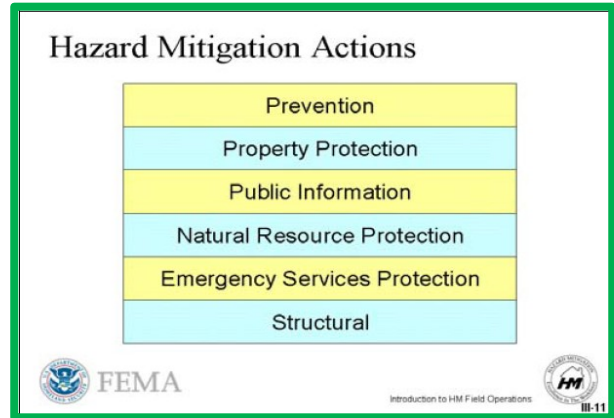 Hazard Mitigation Actions
Prevention
Property Protection
Public Information
Natural Resource Protection
Emergency Services Protection
Structural
FEMA
Introduction to HM Field Operations
HM
III-11